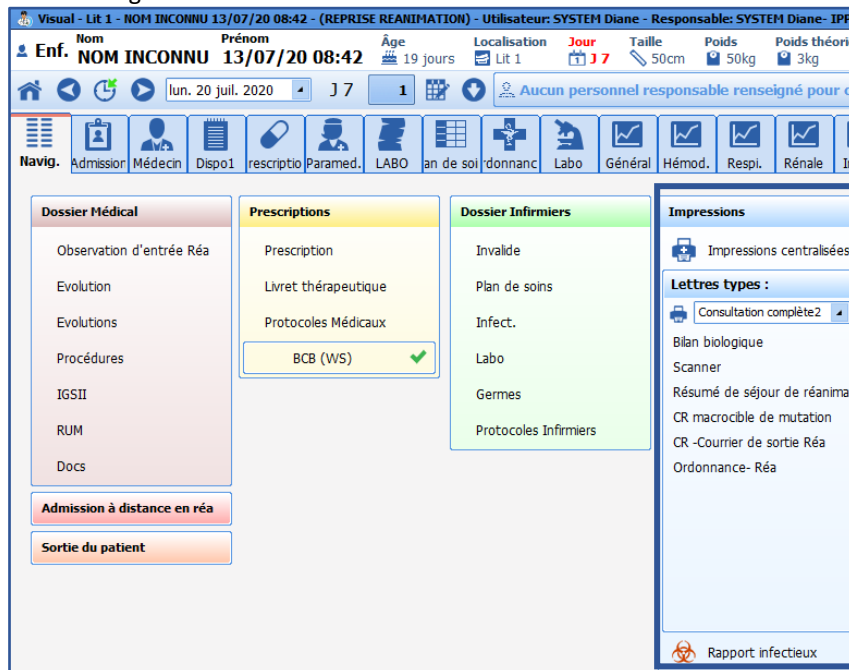 Visual - Lit 1 - NOM INCONNU 13/07/20 08:42 - (REPRISE REANIMATION) - Utilisateur: SYSTEM Diane - Responsable: SYSTEM Diane- IPP
Nom Prénom Âge Localisation Jour Taille Poids Poids théori
Enf. NOM INCONNU 13/07/20 08:42 19 jours Lit 1 J 7 50cm 50kg 3kg
lun. 20 juil. 2020 J 7 1 Aucun personnel responsable renseigné pour c
Navig. Admission Médecin Dispo1 rescriptio Paramed. LABO an de soi rdonnanc Labo Général Hémod. Respi. Rénale
Dossier Médical
Observation d'entrée Réa
Evolution
Evolutions
Procédures
IGSII
RUM
Docs
Admission à distance en réa
Sortie du patient
Prescriptions
Prescription
Livret thérapeutique
Protocoles Médicaux
BCB (WS)
Dossier Infirmiers
Invalide
Plan de soins
Infect.
Labo
Germes
Protocoles Infirmiers
Impressions
Impressions centralisées
Lettres types :
Consultation complète2
Bilan biologique
Scanner
Résumé de séjour de réanima
CR macrocible de mutation
CR -Courrier de sortie Réa
Ordonnance- Réa
Rapport infectieux